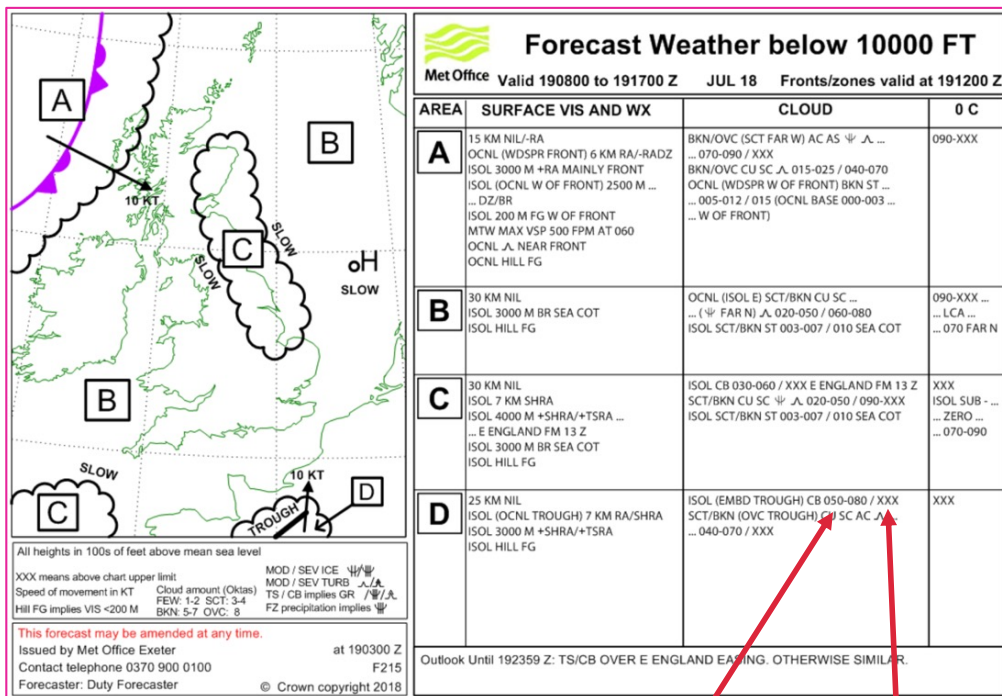 A
10 KT
B
C
SLOW
SLOW
H
SLOW
B
SLOW
C
10 KT
D
TROUGH
All heights in 100s of feet above mean sea level
XXX means above chart upper limit
Speed of movement in KT
Hill FG implies VIS <200 M
Cloud amount (Oktas)
FEW: 1-2 SCT: 3-4
BKN: 5-7 OVC: 8
MOD / SEV ICE
MOD / SEV TURB
TS / CB implies GR
FZ precipitation implies
This forecast may be amended at any time.
Issued by Met Office Exeter at 190300 Z
Contact telephone 0370 900 0100 F215
Forecaster: Duty Forecaster © Crown copyright 2018
Met Office
Forecast Weather below 10000 FT
Valid 190800 to 191700 Z JUL 18 Fronts/zones valid at 191200 Z
AREA SURFACE VIS AND WX CLOUD 0 C
A
15 KM NIL/-RA
OCNL (WDSPR FRONT) 6 KM RA/-RADZ
ISOL 3000 M +RA MAINLY FRONT
ISOL (OCNL W OF FRONT) 2500 M ...
... DZ/BR
ISOL 200 M FG W OF FRONT
MTW MAX VSP 500 FPM AT 060
OCNL NEAR FRONT
OCNL HILL FG
BKN/OVC (SCT FAR W) AC AS ...
... 070-090 / XXX
BKN/OVC CU SC 015-025 / 040-070
OCNL (WDSPR W OF FRONT) BKN ST ...
... 005-012 / 015 (OCNL BASE 000-003 ...
... W OF FRONT)
090-XXX
B
30 KM NIL
ISOL 3000 M BR SEA COT
ISOL HILL FG
OCNL (ISOL E) SCT/BKN CU SC ...
... ( FAR N) 020-050 / 060-080
ISOL SCT/BKN ST 003-007 / 010 SEA COT
090-XXX ...
... LCA ...
... 070 FAR N
C
30 KM NIL
ISOL 7 KM SHRA
ISOL 4000 M +SHRA/+TSRA ...
... E ENGLAND FM 13 Z
ISOL 3000 M BR SEA COT
ISOL HILL FG
ISOL CB 030-060 / XXX E ENGLAND FM 13 Z
SCT/BKN CU SC 020-050 / 090-XXX
ISOL SCT/BKN ST 003-007 / 010 SEA COT
XXX
ISOL SUB - ...
... ZERO ...
... 070-090
D
25 KM NIL
ISOL (OCNL TROUGH) 7 KM RA/SHRA
ISOL 3000 M +SHRA/+TSRA
ISOL HILL FG
ISOL (EMBD TROUGH) CB 050-080 / XXX
SCT/BKN (OVC TROUGH) CU SC AC
... 040-070 / XXX
XXX
Outlook Until 192359 Z: TS/CB OVER E ENGLAND EASING. OTHERWISE SIMILAR.